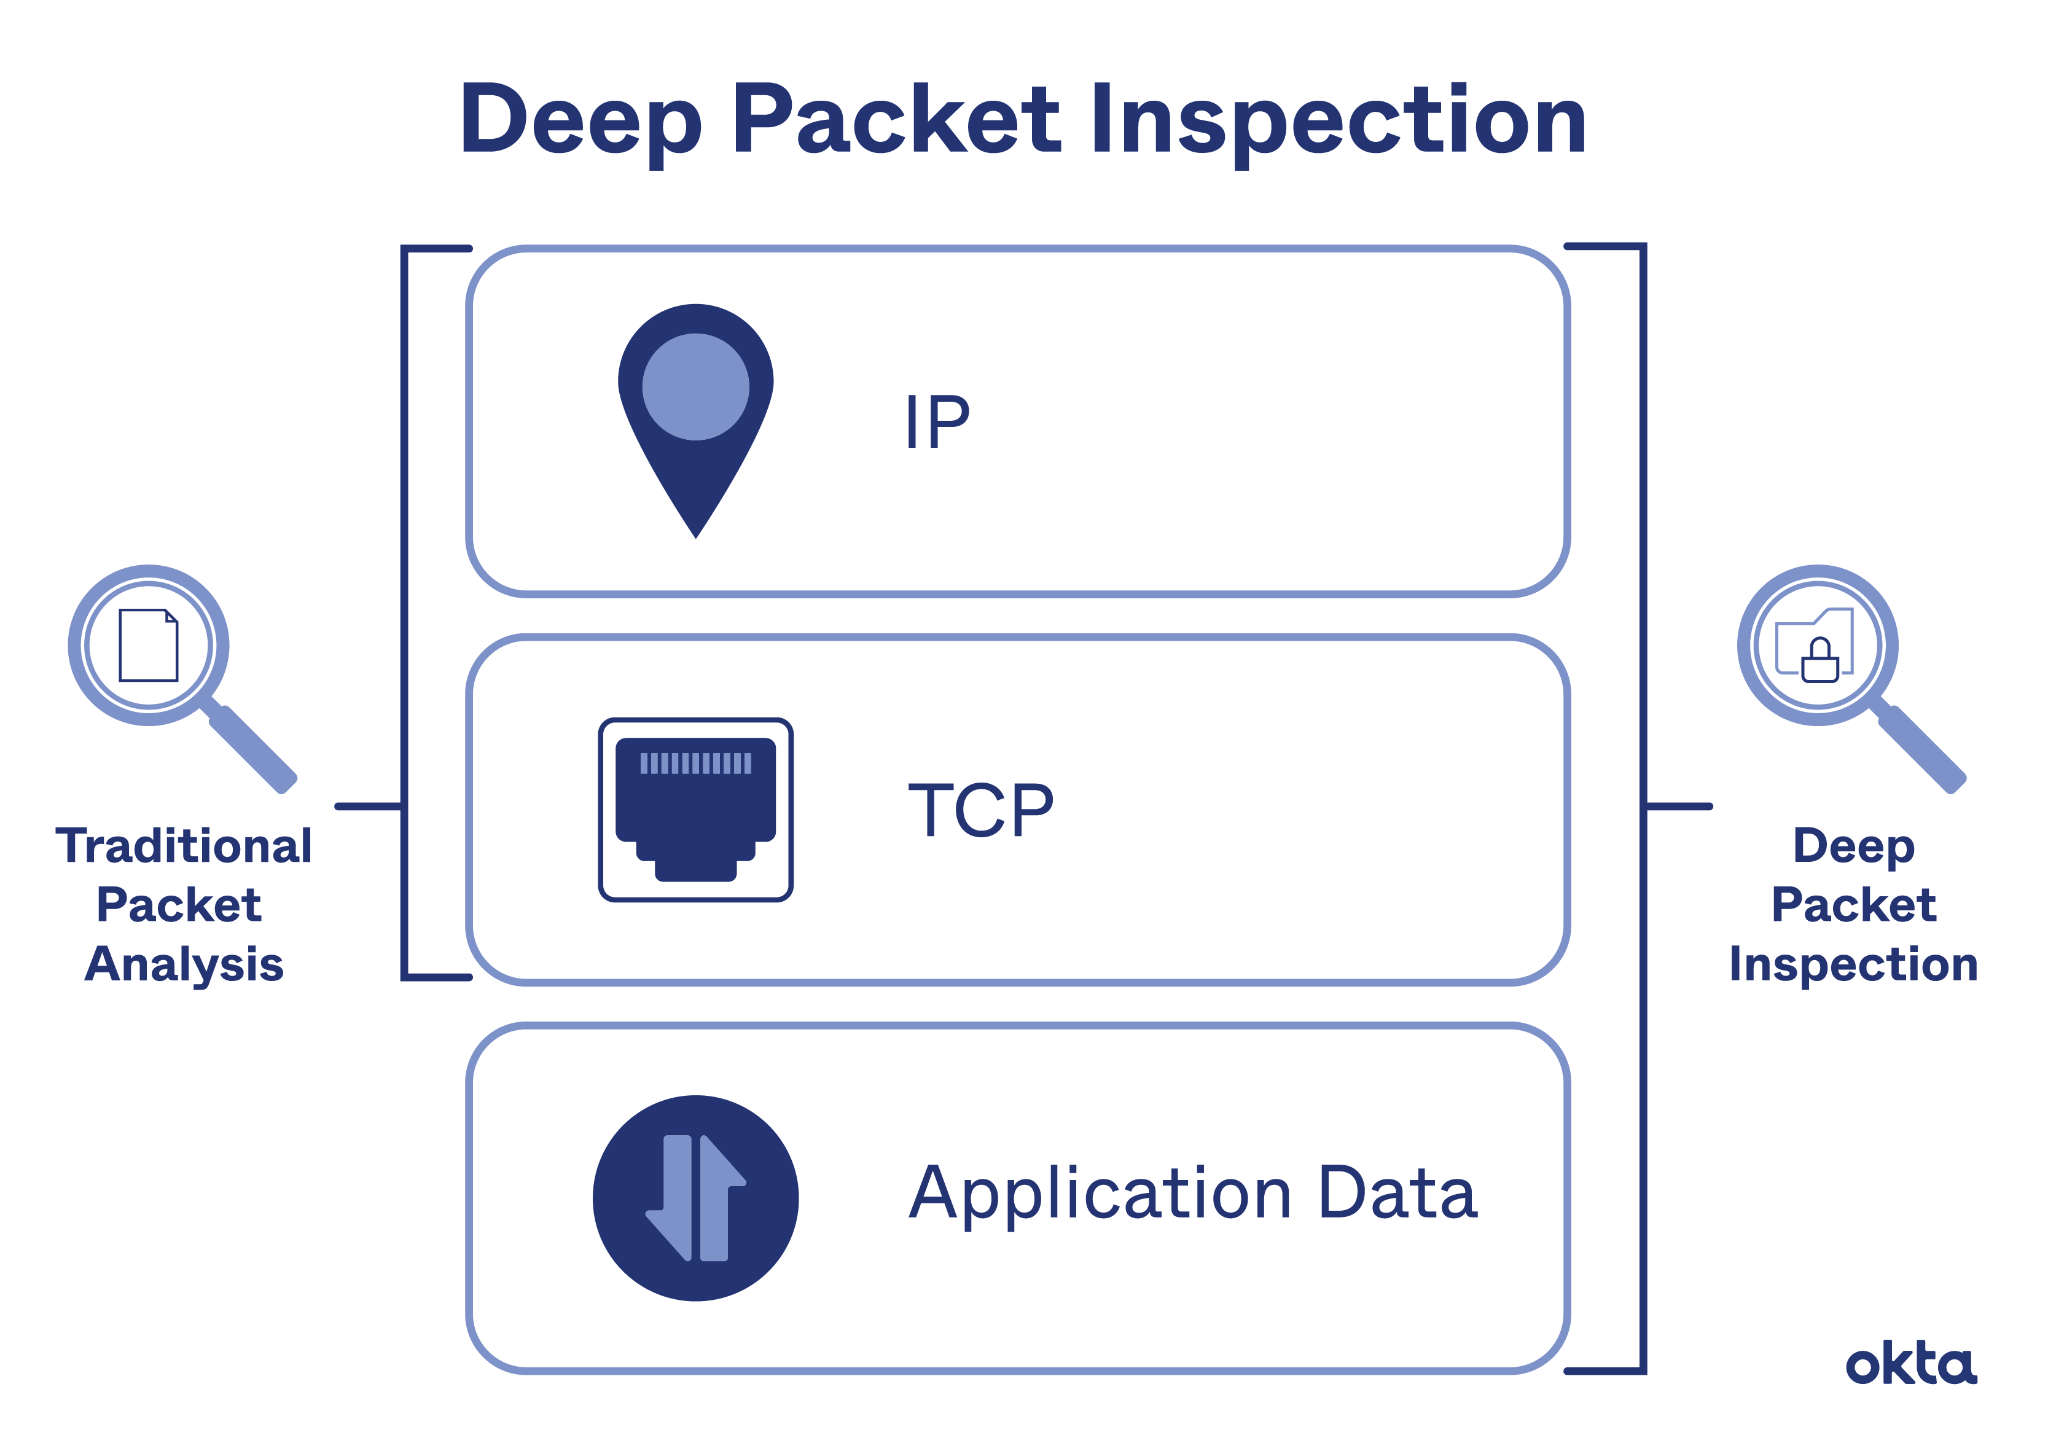 Deep Packet Inspection
IP
TCP
Application Data
Traditional
Packet
Analysis
Deep
Packet
Inspection
okta